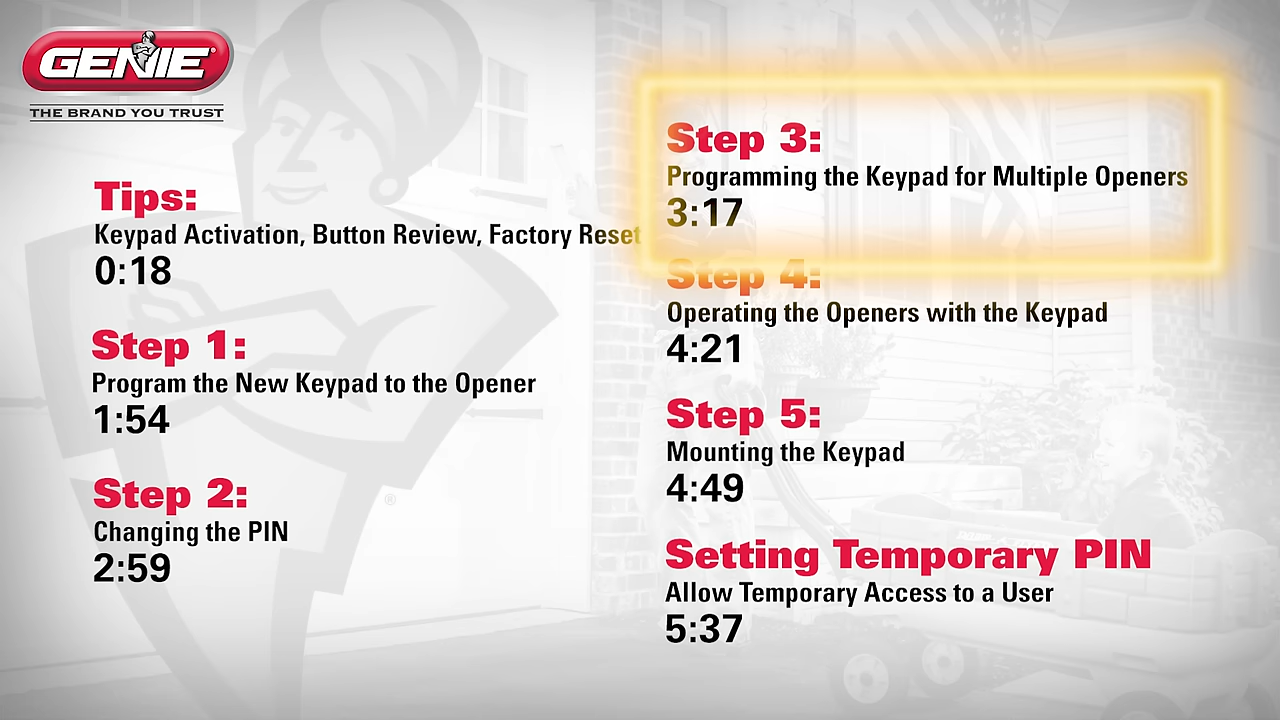 GENIE®
THE BRAND YOU TRUST
Tips:
Keypad Activation, Button Review, Factory Reset
0:18
Step 1:
Program the New Keypad to the Opener
1:54
Step 2:
Changing the PIN
2:59
®
Step 3:
Programming the Keypad for Multiple Openers
3:17
Step 4:
Operating the Openers with the Keypad
4:21
Step 5:
Mounting the Keypad
4:49
Setting Temporary PIN
Allow Temporary Access to a User
5:37